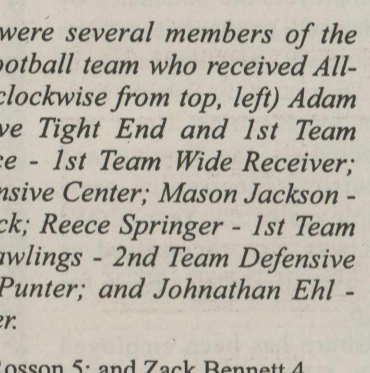 were several members of the
ootball team who received All-
clockwise from top, left) Adam
ve Tight End and 1st Team
ce - 1st Team Wide Receiver;
nsive Center; Mason Jackson -
ck; Reece Springer - 1st Team
awlings - 2nd Team Defensive
Punter; and Johnathan Ehl -
er.
osson 5; and Zack Bennett 4